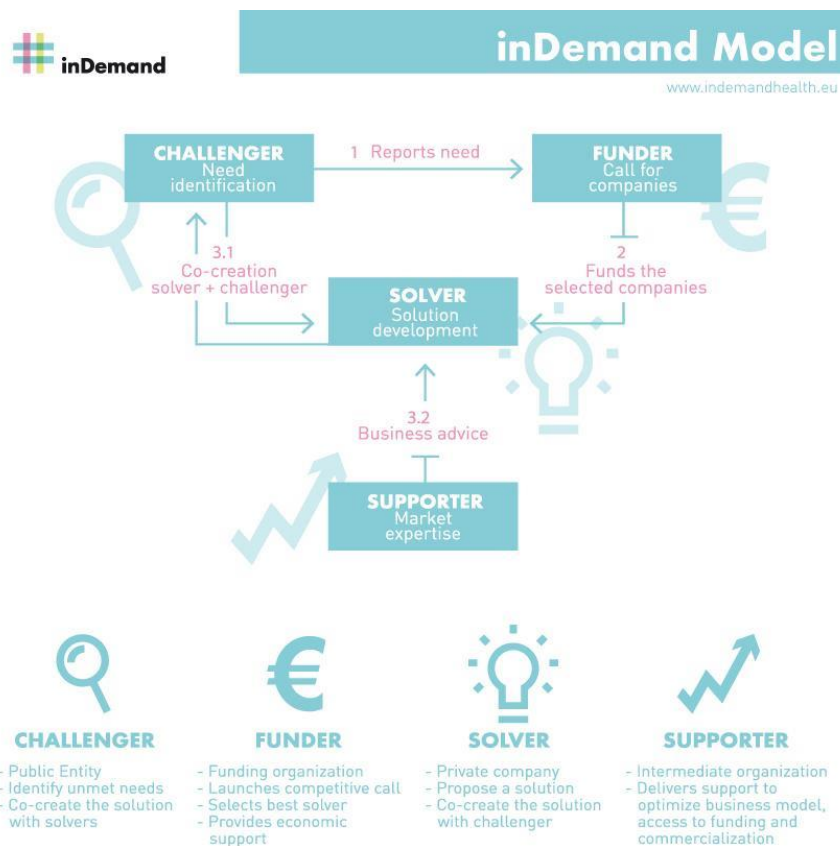 inDemand
inDemand Model
www.indemandhealth.eu
CHALLENGER
Need
identification
1 Reports need
FUNDER
Call for
companies
3.1
Co-creation
solver + challenger
2
Funds the
selected companies
SOLVER
Solution
development
3.2
Business advice
SUPPORTER
Market
expertise
CHALLENGER
- Public Entity
- Identify unmet needs
- Co-create the solution
with solvers
FUNDER
- Funding organization
- Launches competitive call
- Selects best solver
- Provides economic
support
SOLVER
- Private company
- Propose a solution
- Co-create the solution
with challenger
SUPPORTER
- Intermediate organization
- Delivers support to
optimize business model,
access to funding and
commercialization